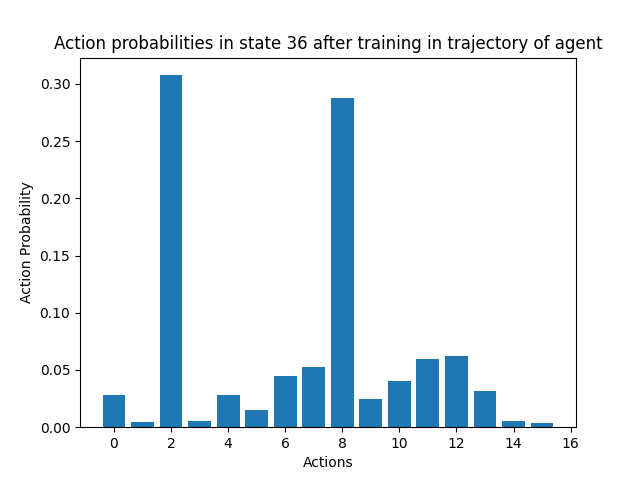 Action probabilities in state 36 after training in trajectory of agent
0.30
0.25
0.20
0.15
0.10
0.05
0.00
Action Probability
0 2 4 6 8 10 12 14 16
Actions